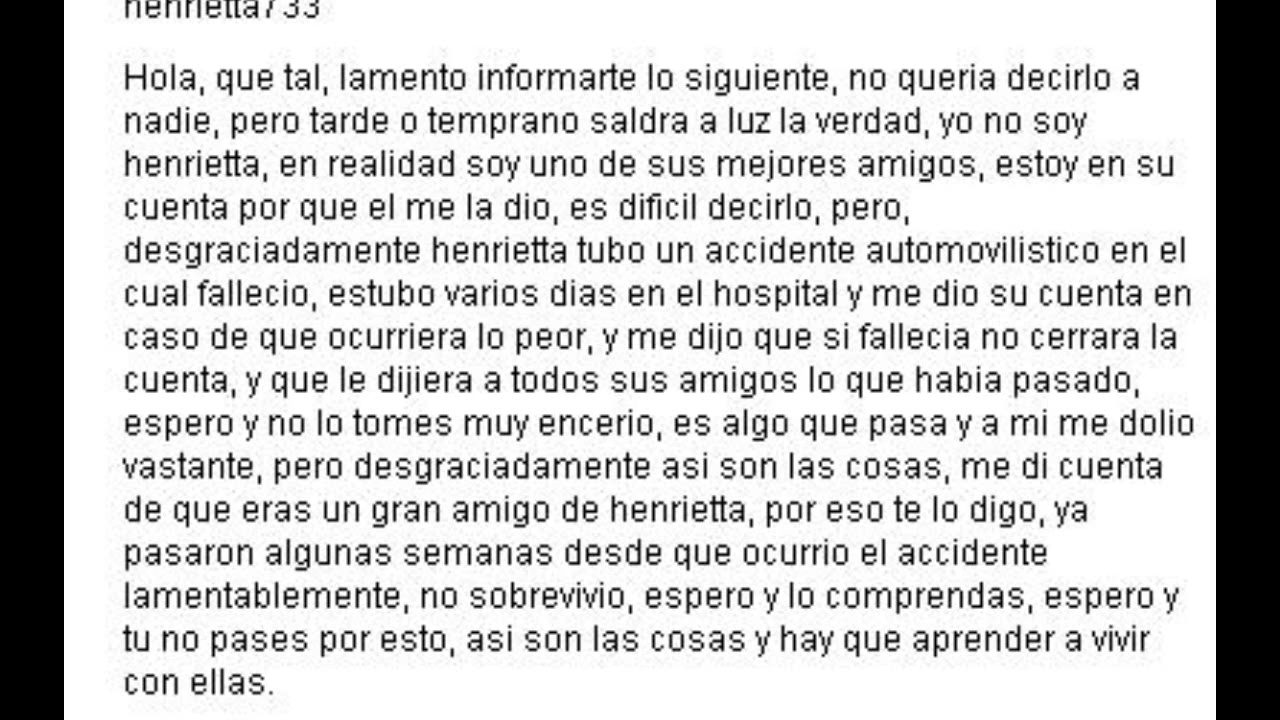 henrietta733
Hola, que tal, lamento informarte lo siguiente, no queria decirlo a
nadie, pero tarde o temprano saldra a luz la verdad, yo no soy
henrietta, en realidad soy uno de sus mejores amigos, estoy en su
cuenta por que el me la dio, es dificil decirlo, pero,
desgraciadamente henrietta tubo un accidente automovilistico en el
cual fallecio, estubo varios dias en el hospital y me dio su cuenta en
caso de que ocurriera lo peor, y me dijo que si fallecia no cerrara la
cuenta, y que le dijiera a todos sus amigos lo que habia pasado,
espero y no lo tomes muy encerio, es algo que pasa y a mi me dolio
vastante, pero desgraciadamente asi son las cosas, me di cuenta
de que eras un gran amigo de henrietta, por eso te lo digo, ya
pasaron algunas semanas desde que ocurrio el accidente
lamentablemente, no sobrevivio, espero y lo comprendas, espero y
tu no pases por esto, asi son las cosas y hay que aprender a vivir
con ellas.